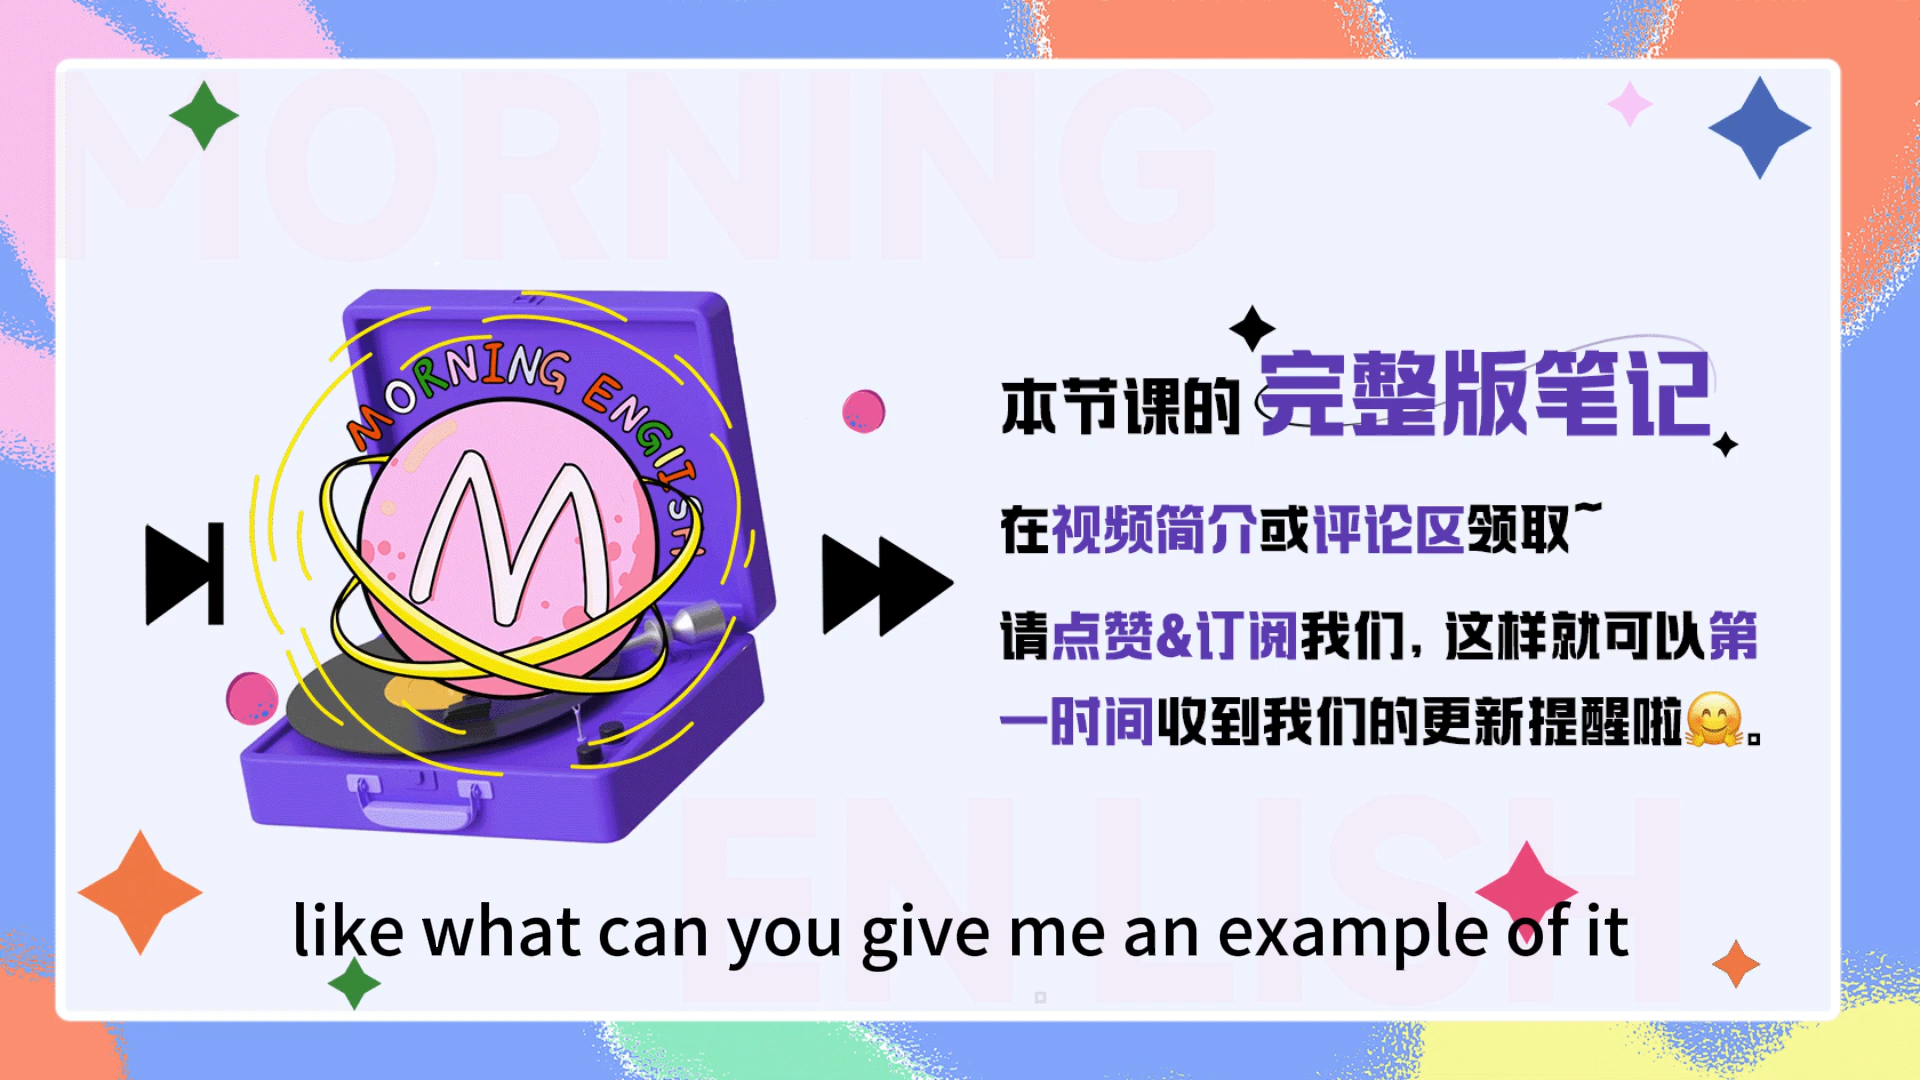 MORNING
MORNING ENGLISH
M
本节课的 完整版笔记
在视频简介或评论区领取~
请点赞&订阅我们，这样就可以第
一时间收到我们的更新提醒啦🤗。
EN LISH
like what can you give me an example of it